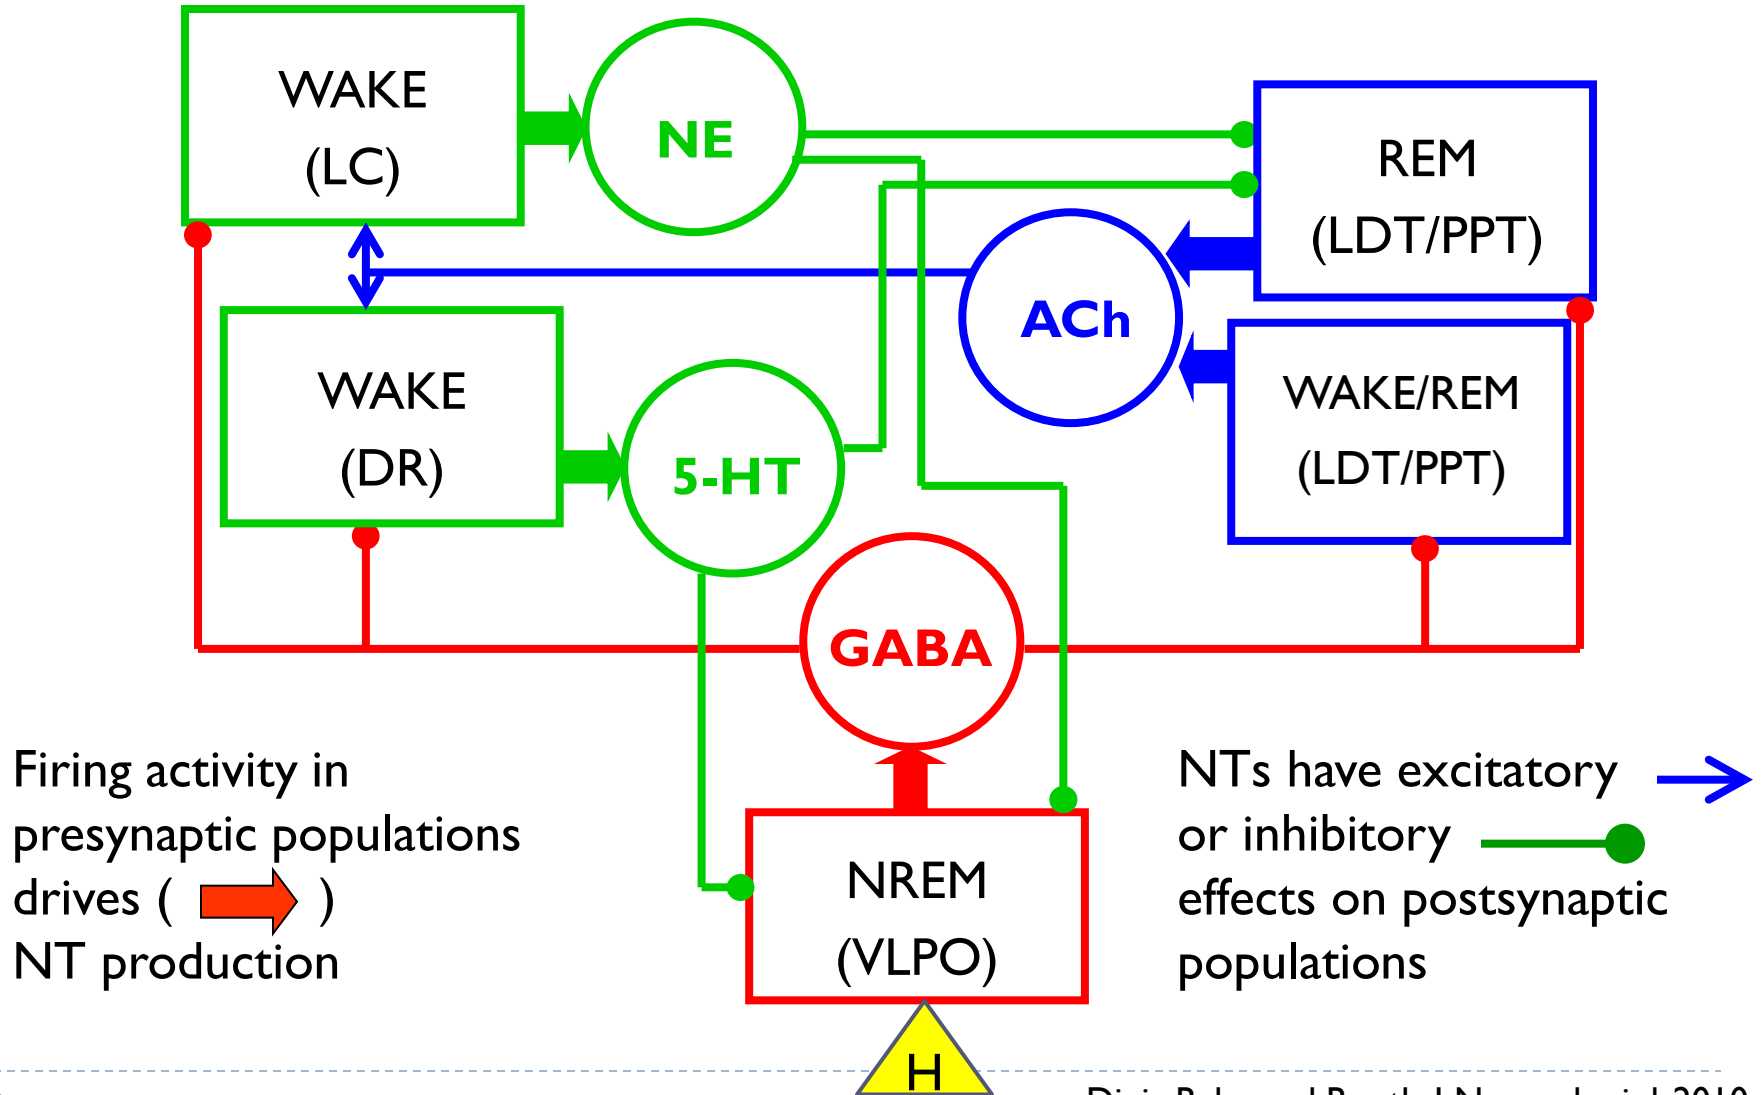 WAKE
(LC)
NE
REM
(LDT/PPT)
ACh
WAKE
(DR)
5-HT
WAKE/REM
(LDT/PPT)
GABA
Firing activity in
presynaptic populations
drives ( )
NT production
NREM
(VLPO)
H
NTs have excitatory
or inhibitory
effects on postsynaptic
populations